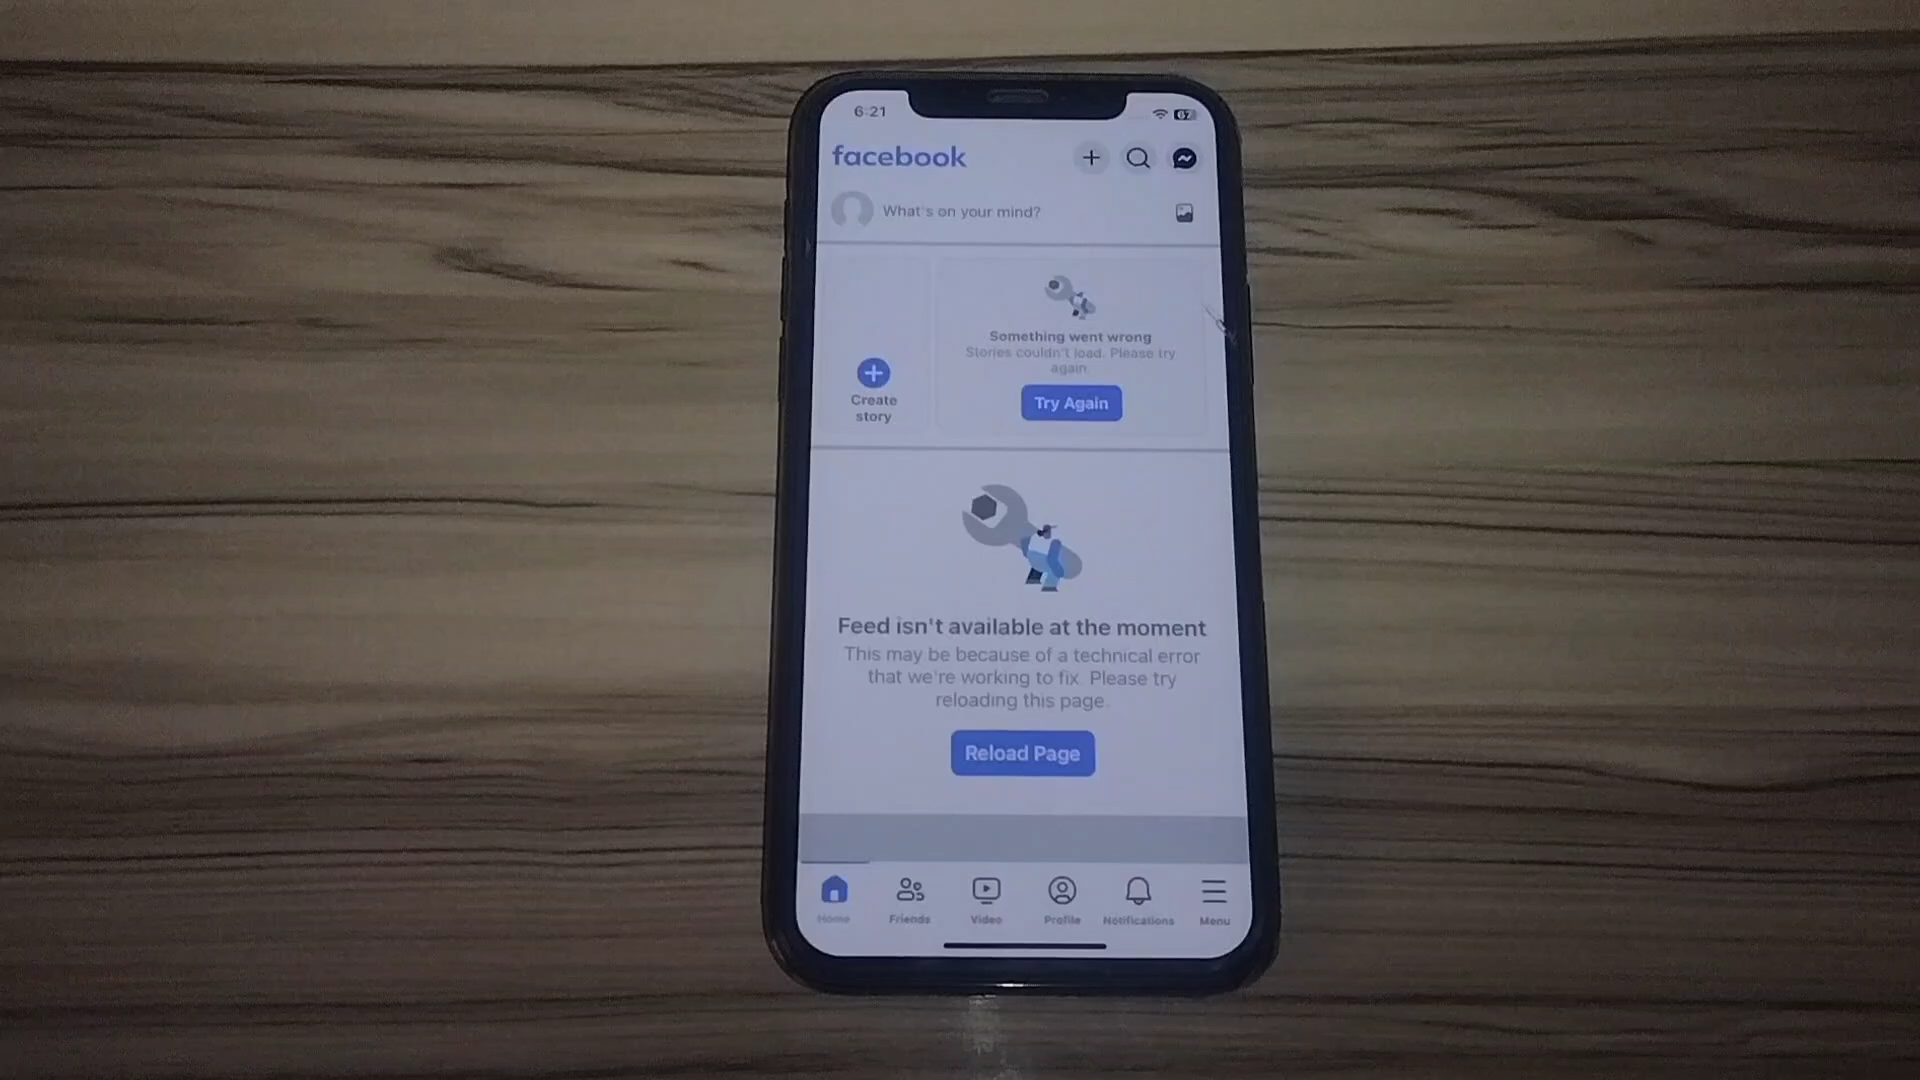 6:21
67
facebook
What's on your mind?
Something went wrong
Stories couldn't load. Please try
again.
Create
story
Try Again
Feed isn't available at the moment
This may be because of a technical error
that we're working to fix. Please try
reloading this page.
Reload Page
Home
Friends
Video
Profile
Notifications
Menu